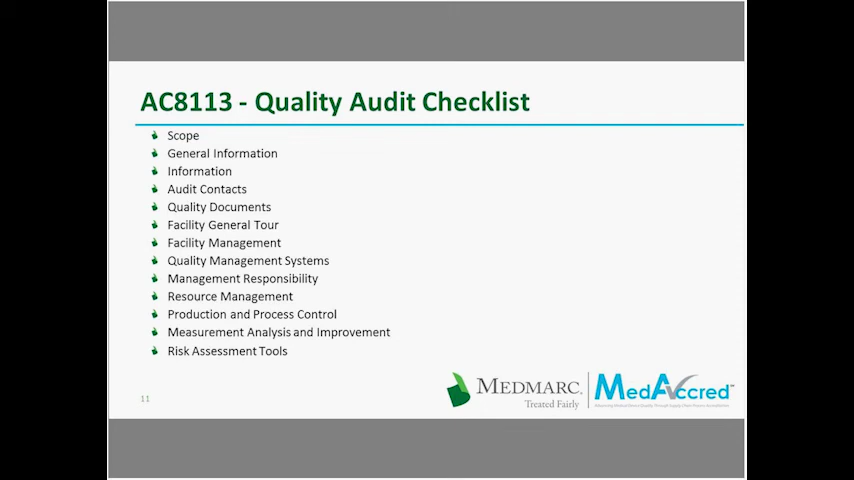 AC8113 - Quality Audit Checklist
Scope
General Information
Information
Audit Contacts
Quality Documents
Facility General Tour
Facility Management
Quality Management Systems
Management Responsibility
Resource Management
Production and Process Control
Measurement Analysis and Improvement
Risk Assessment Tools
11
MEDMARC®
Treated Fairly
MedAccred™